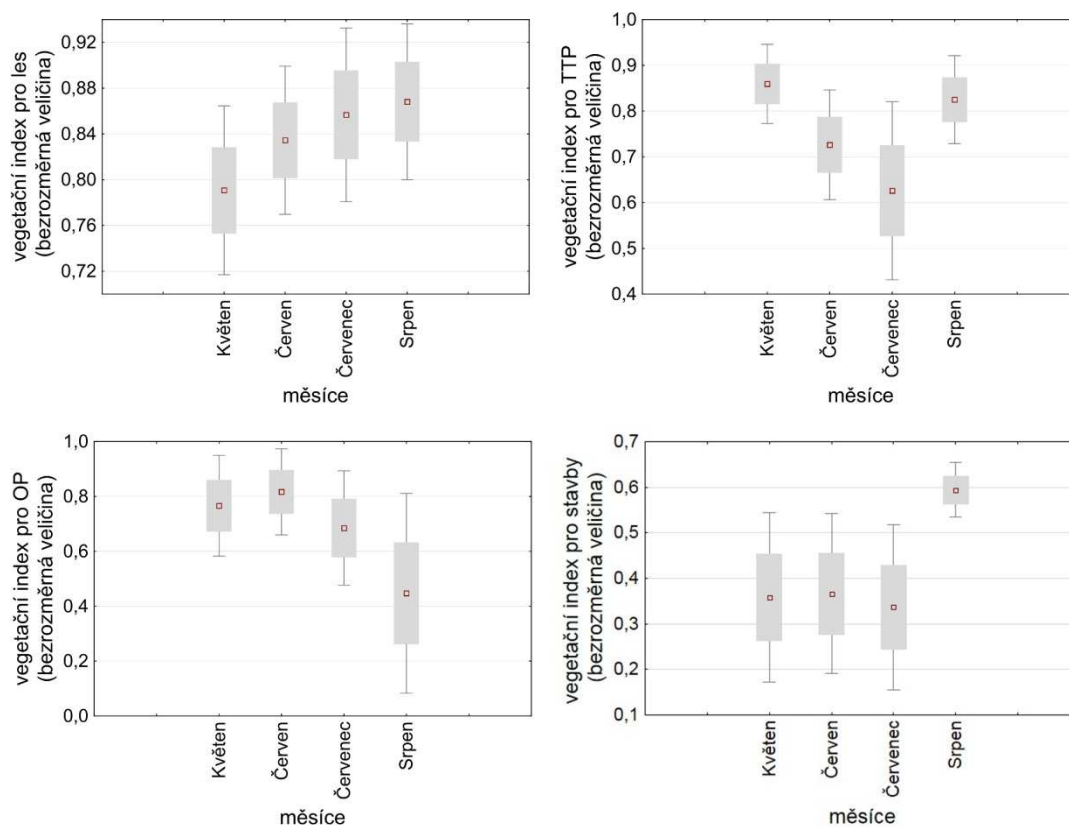 vegetační index pro les
(bezrozměrná veličina)
0,92
0,88
0,84
0,80
0,76
0,72
Květen
Červen
Červenec
Srpen
měsíce
vegetační index pro TTP
(bezrozměrná veličina)
1,0
0,9
0,8
0,7
0,6
0,5
0,4
Květen
Červen
Červenec
Srpen
měsíce
vegetační index pro OP
(bezrozměrná veličina)
1,0
0,8
0,6
0,4
0,2
0,0
Květen
Červen
Červenec
Srpen
měsíce
vegetační index pro stavby
(bezrozměrná veličina)
0,7
0,6
0,5
0,4
0,3
0,2
0,1
Květen
Červen
Červenec
Srpen
měsíce